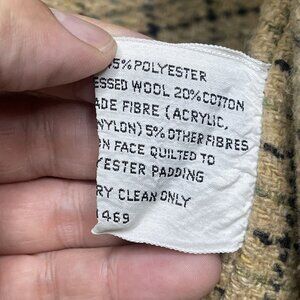 5% POLYESTER
ESSED WOOL 20% COTTON
ADE FIBRE (ACRYLIC,
NYLON) 5% OTHER FIBRES
ON FACE QUILTED TO
YESTER PADDING
RY CLEAN ONLY
1469